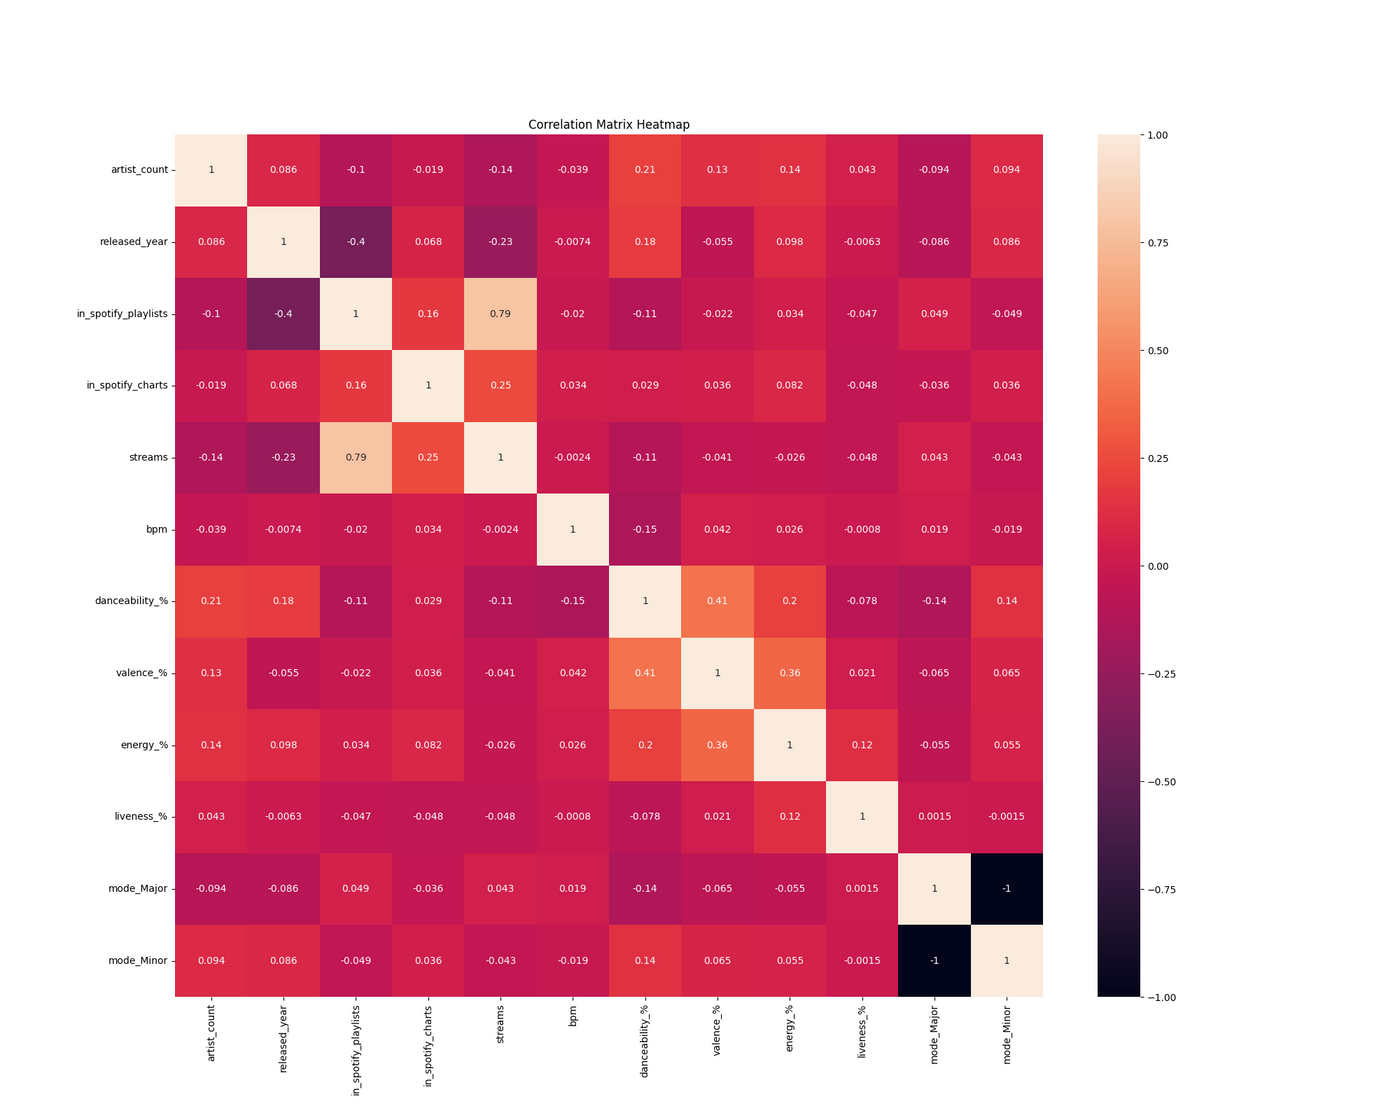 Correlation Matrix Heatmap
artist_count 1 0.086 -0.1 -0.019 -0.14 -0.039 0.21 0.13 0.14 0.043 -0.094 0.094
released_year 0.086 1 -0.4 0.068 -0.23 -0.0074 0.18 -0.055 0.098 -0.0063 -0.086 0.086
in_spotify_playlists -0.1 -0.4 1 0.16 0.79 -0.02 -0.11 -0.022 0.034 -0.047 0.049 -0.049
in_spotify_charts -0.019 0.068 0.16 1 0.25 0.034 0.029 0.036 0.082 -0.048 -0.036 0.036
streams -0.14 -0.23 0.79 0.25 1 -0.0024 -0.11 -0.041 -0.026 -0.048 0.043 -0.043
bpm -0.039 -0.0074 -0.02 0.034 -0.0024 1 -0.15 0.042 0.026 -0.0008 0.019 -0.019
danceability_% 0.21 0.18 -0.11 0.029 -0.11 -0.15 1 0.41 0.2 -0.078 -0.14 0.14
valence_% 0.13 -0.055 -0.022 0.036 -0.041 0.042 0.41 1 0.36 0.021 -0.065 0.065
energy_% 0.14 0.098 0.034 0.082 -0.026 0.026 0.2 0.36 1 0.12 -0.055 0.055
liveness_% 0.043 -0.0063 -0.047 -0.048 -0.048 -0.0008 -0.078 0.021 0.12 1 0.0015 -0.0015
mode_Major -0.094 -0.086 0.049 -0.036 0.043 0.019 -0.14 -0.065 -0.055 0.0015 1 -1
mode_Minor 0.094 0.086 -0.049 0.036 -0.043 -0.019 0.14 0.065 0.055 -0.0015 -1 1
artist_count
released_year
in_spotify_playlists
in_spotify_charts
streams
bpm
danceability_%
valence_%
energy_%
liveness_%
mode_Major
mode_Minor
1.00
0.75
0.50
0.25
0.00
−0.25
−0.50
−0.75
−1.00